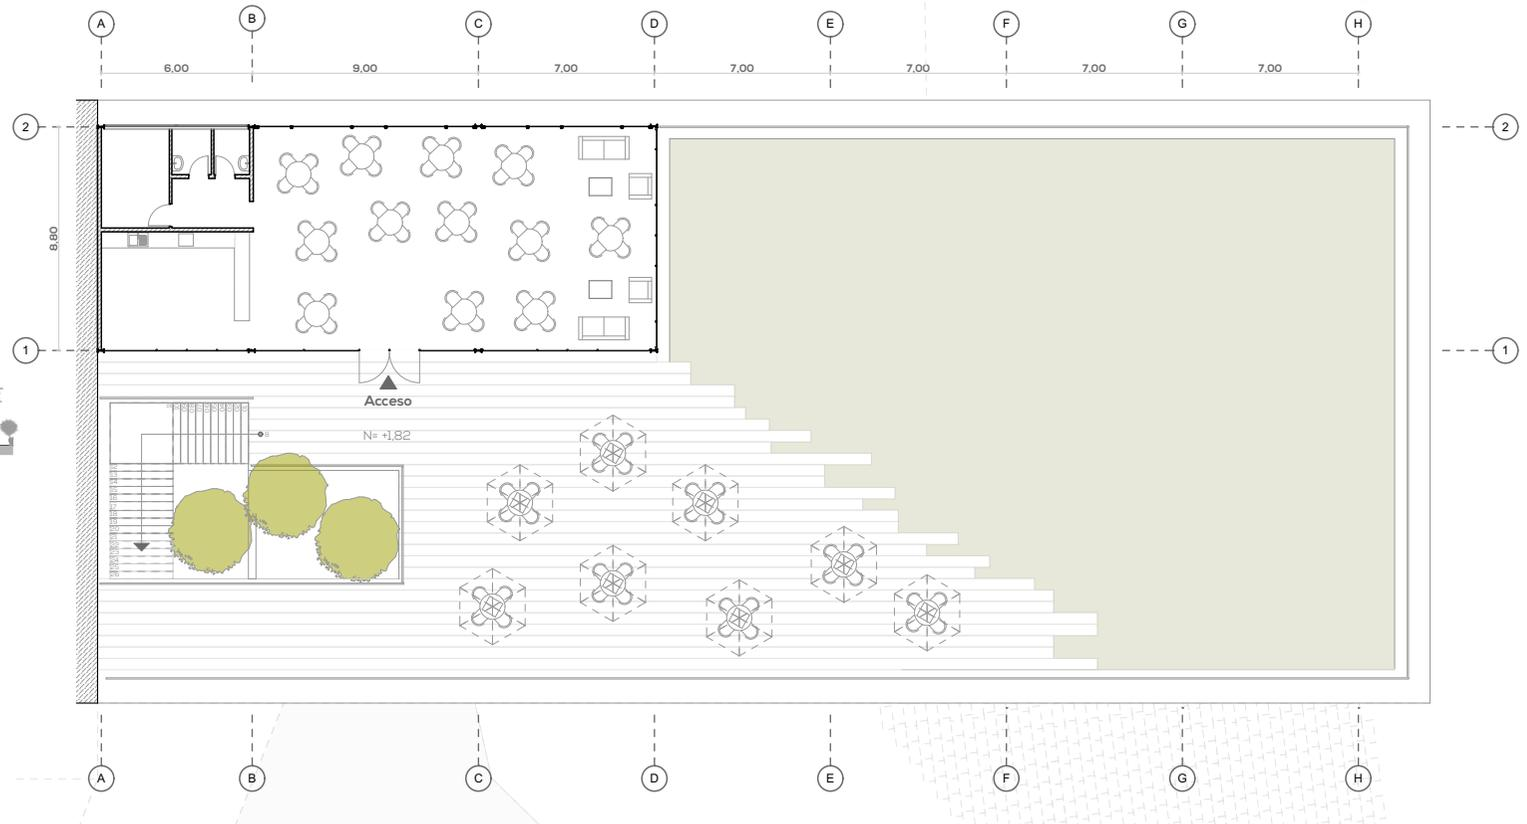 A B C D E F G H
6,00 9,00 7,00 7,00 7,00 7,00 7,00
2 2
8,80
1 1
Acceso
N= +1,82
A B C D E F G H